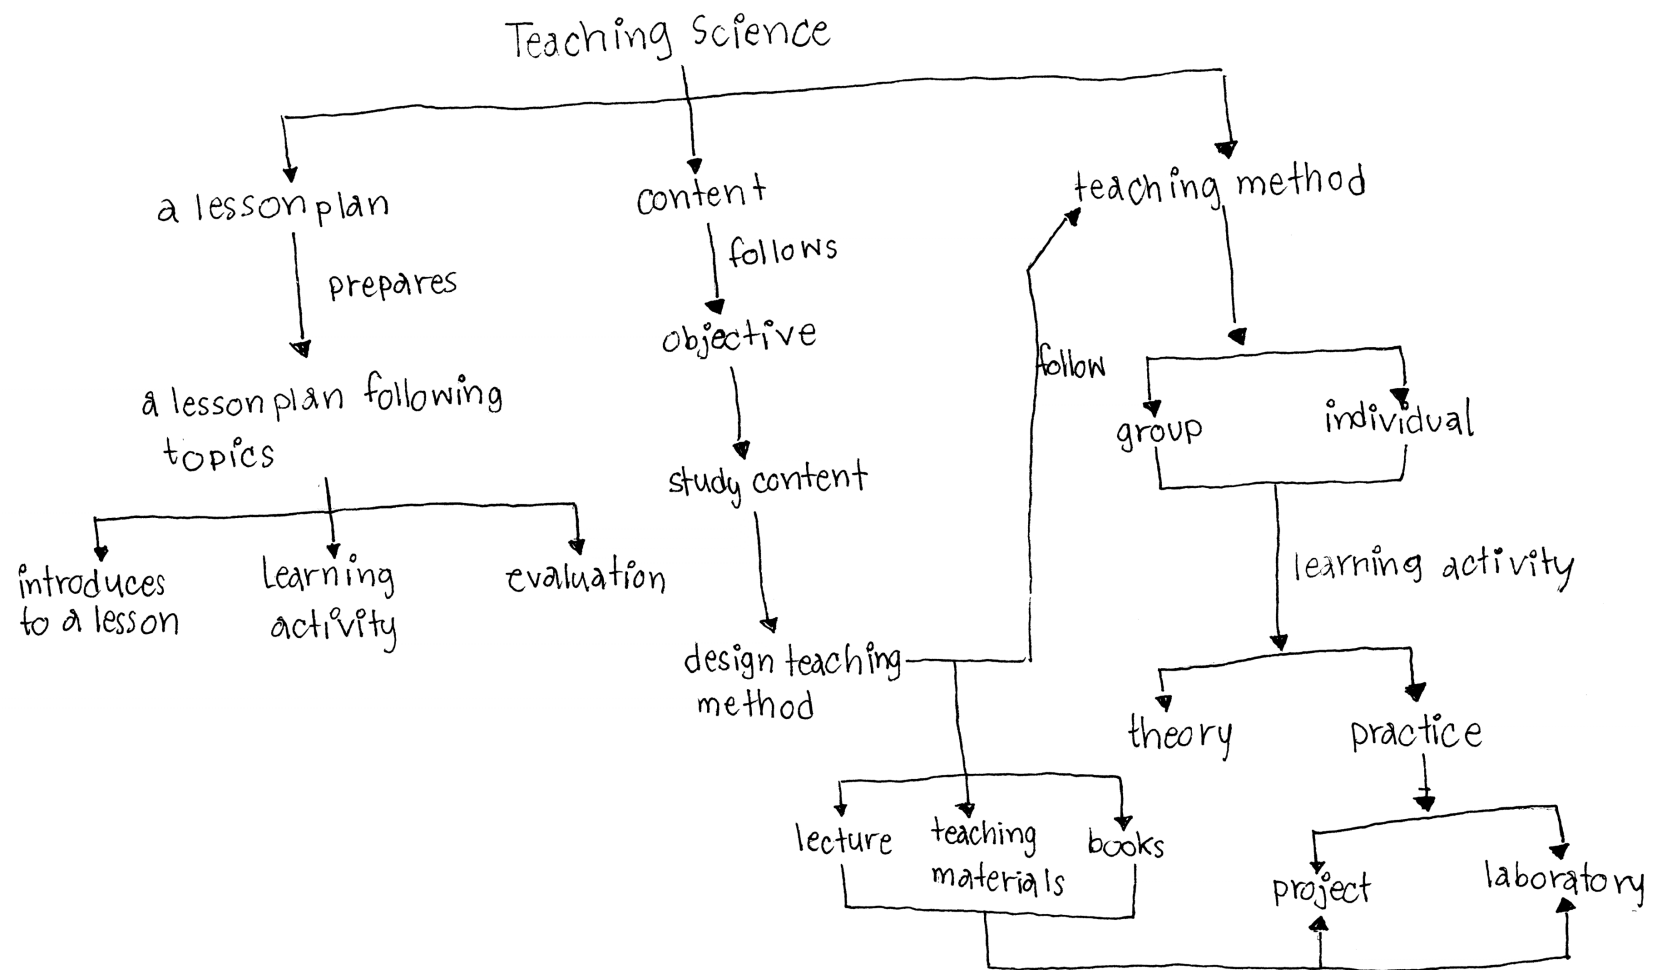 Teaching Science
a lesson plan
content
teaching method
follows
prepares
objective
follow
a lesson plan following
topics
group
individual
study content
introduces
to a lesson
learning
activity
evaluation
learning activity
design teaching
method
theory
practice
lecture
teaching
materials
books
project
laboratory